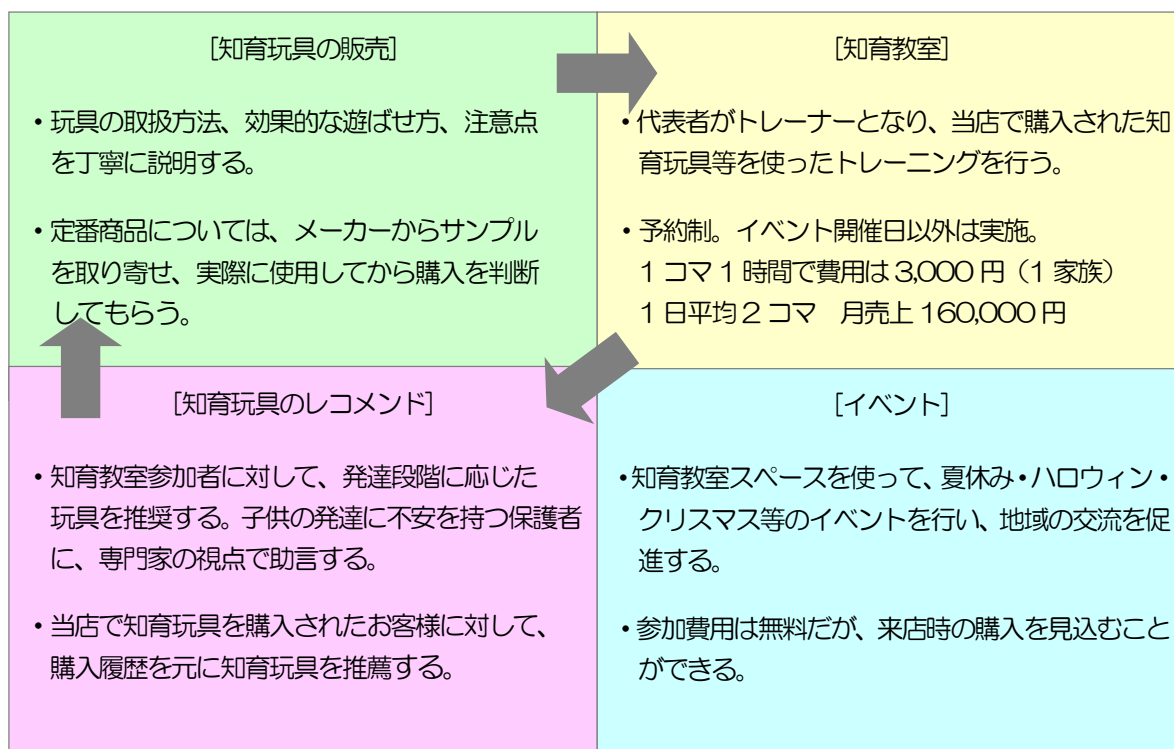 [知育玩具の販売]
・玩具の取扱方法、効果的な遊ばせ方、注意点
を丁寧に説明する。
・定番商品については、メーカーからサンプル
を取り寄せ、実際に使用してから購入を判断
してもらう。
[知育教室]
・代表者がトレーナーとなり、当店で購入された知
育玩具等を使ったトレーニングを行う。
・予約制。イベント開催日以外は実施。
1コマ1時間で費用は3,000円（1家族）
1日平均2コマ　月売上160,000円
[知育玩具のレコメンド]
・知育教室参加者に対して、発達段階に応じた
玩具を推奨する。子供の発達に不安を持つ保護者
に、専門家の視点で助言する。
・当店で知育玩具を購入されたお客様に対して、
購入履歴を元に知育玩具を推薦する。
[イベント]
・知育教室スペースを使って、夏休み・ハロウィン・
クリスマス等のイベントを行い、地域の交流を促
進する。
・参加費用は無料だが、来店時の購入を見込むこと
ができる。